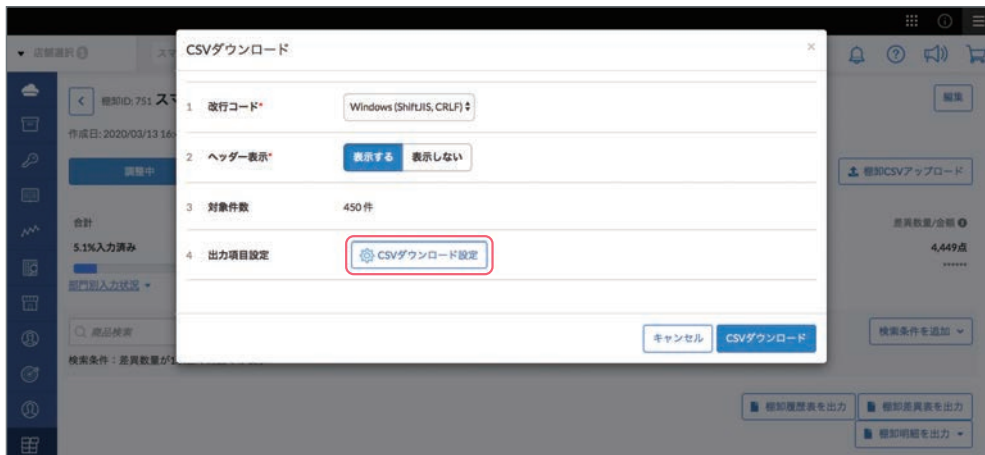 店舗選択
スマ
CSVダウンロード
×
棚卸ID: 751 スマ
編集
作成日: 2020/03/13 16:
1 改行コード*
Windows (ShiftJIS, CRLF)
2 ヘッダー表示*
表示する 表示しない
調整中
棚卸CSVアップロード
3 対象件数
450 件
合計
差異数量/金額
5.1%入力済み
4,449点
******
4 出力項目設定
CSVダウンロード設定
部門別入力状況
商品検索
キャンセル
CSVダウンロード
検索条件を追加
検索条件：差異数量が1
棚卸履歴表を出力
棚卸差異表を出力
棚卸明細を出力